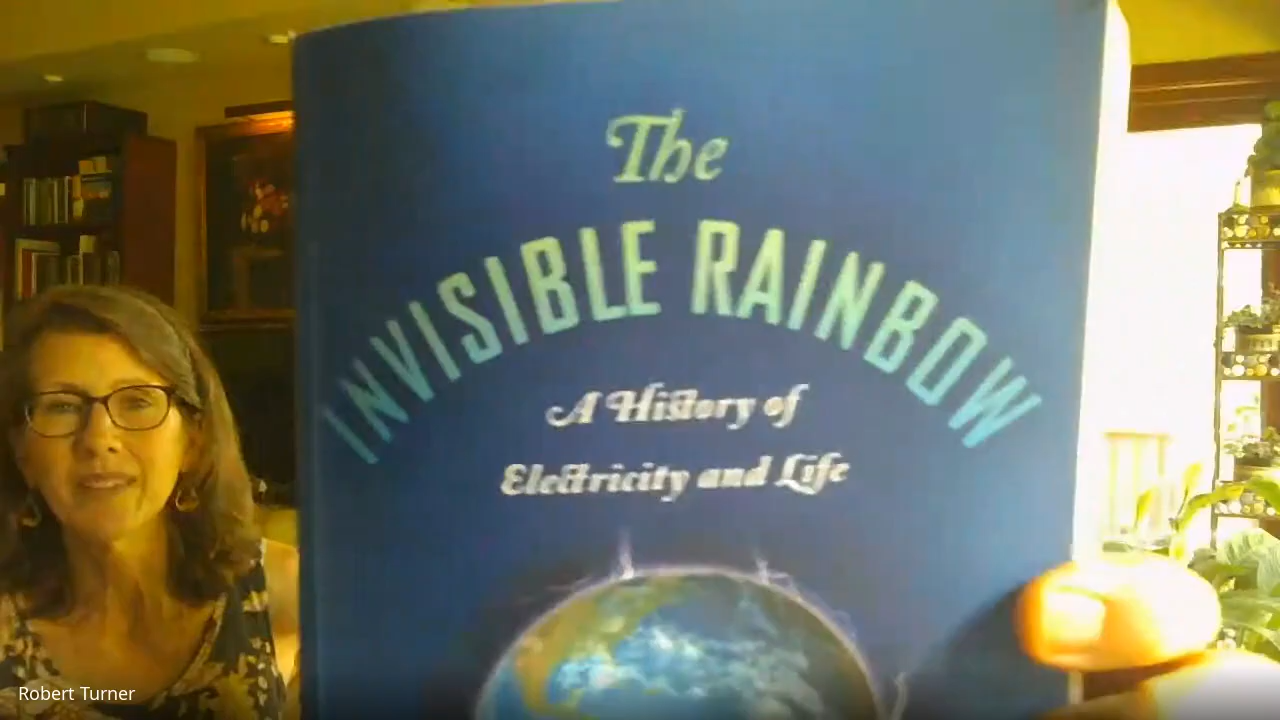 The
INVISIBLE RAINBOW
A History of
Electricity and Life
Robert Turner